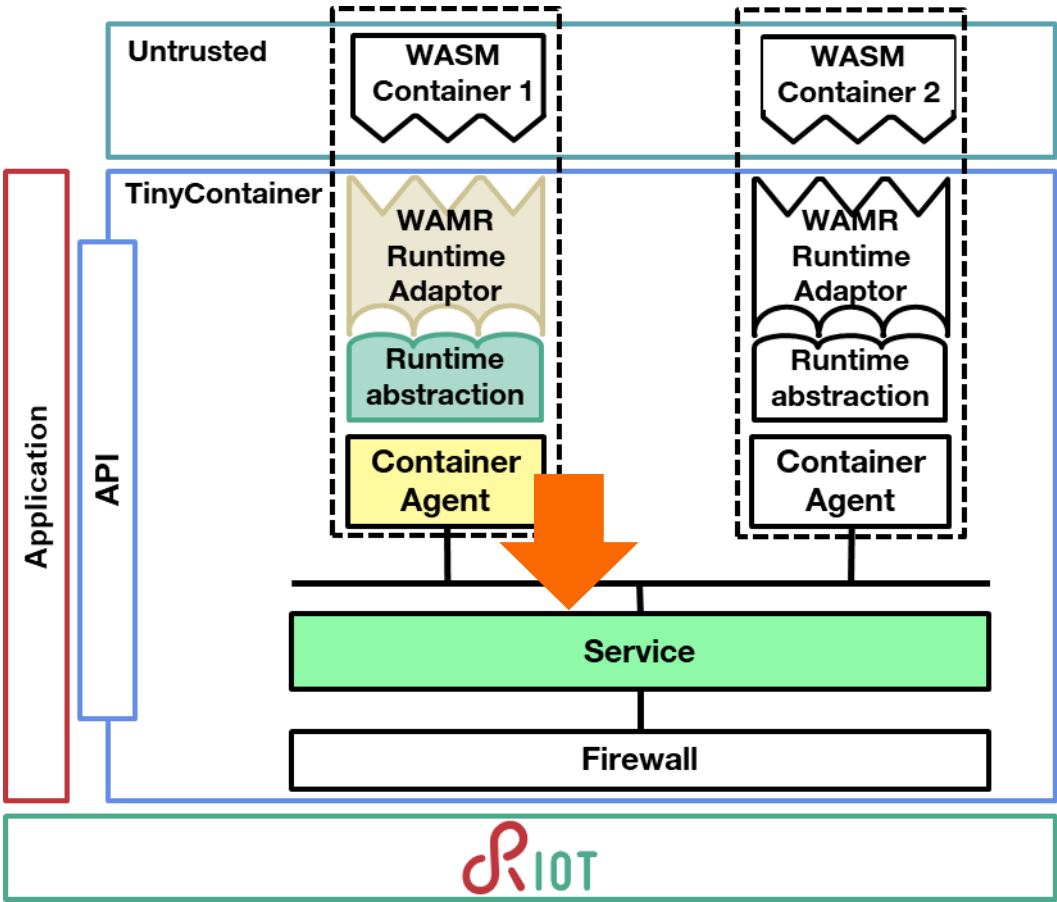 Untrusted
WASM
Container 1
WASM
Container 2
TinyContainer
WAMR
Runtime
Adaptor
WAMR
Runtime
Adaptor
Runtime
abstraction
Runtime
abstraction
Container
Agent
Container
Agent
Application
API
Service
Firewall
RIOT